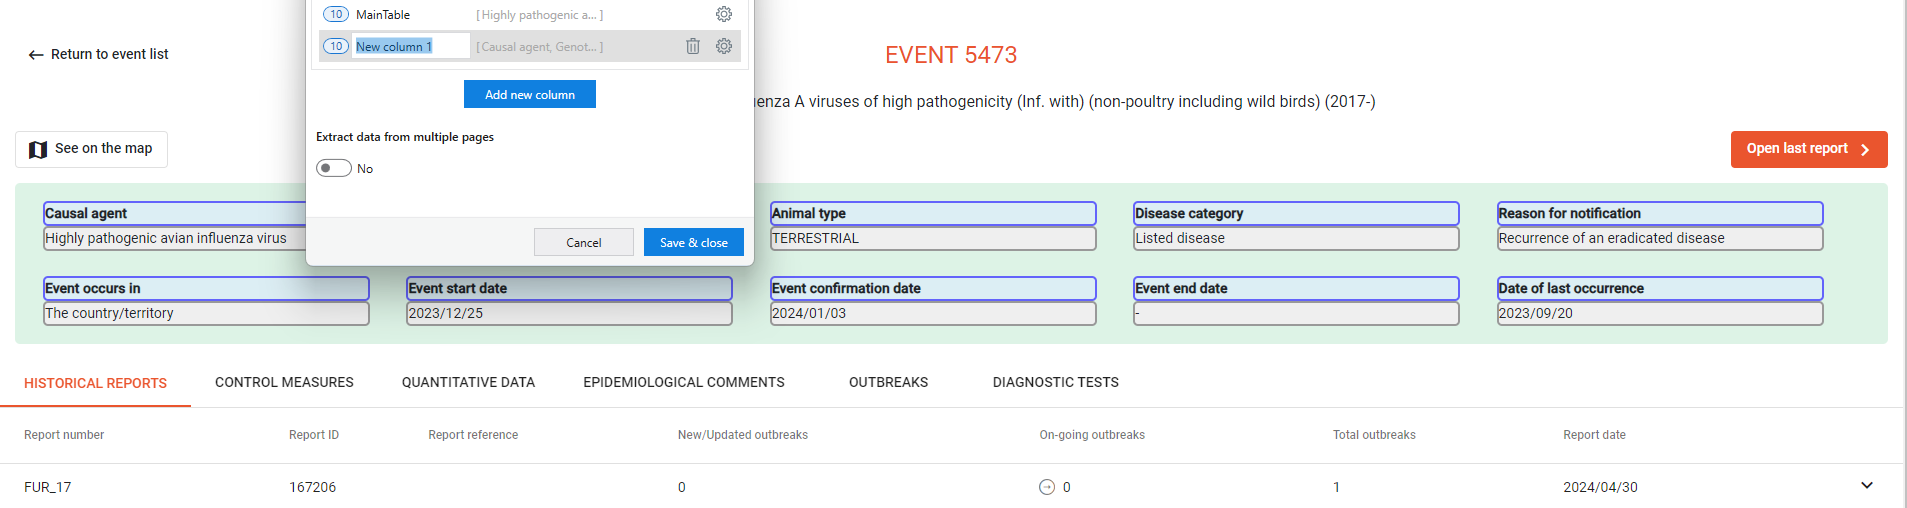 10 MainTable [Highly pathogenic a... ]
10 New column 1 [Causal agent, Genot... ]
Add new column
Extract data from multiple pages
No
Cancel Save & close
← Return to event list
EVENT 5473
A viruses of high pathogenicity (Inf. with) (non-poultry including wild birds) (2017-)
See on the map
Open last report
Causal agent Animal type Disease category Reason for notification
Highly pathogenic avian influenza virus TERRESTRIAL Listed disease Recurrence of an eradicated disease
Event occurs in Event start date Event confirmation date Event end date Date of last occurrence
The country/territory 2023/12/25 2024/01/03 - 2023/09/20
HISTORICAL REPORTS CONTROL MEASURES QUANTITATIVE DATA EPIDEMIOLOGICAL COMMENTS OUTBREAKS DIAGNOSTIC TESTS
Report number Report ID Report reference New/Updated outbreaks On-going outbreaks Total outbreaks Report date
FUR_17 167206 0 0 1 2024/04/30